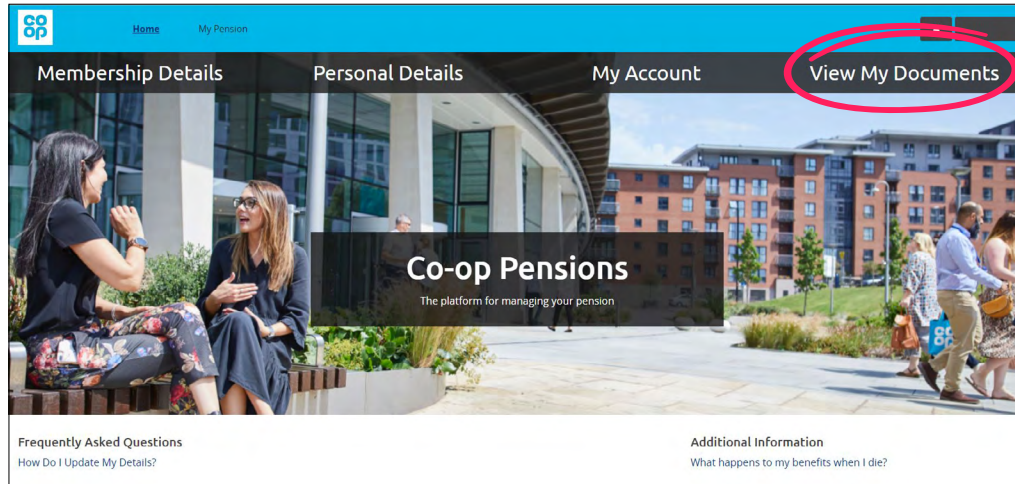 CO
OP
Home
My Pension
Membership Details
Personal Details
My Account
View My Documents
Co-op Pensions
The platform for managing your pension
CO
OP
Frequently Asked Questions
Additional Information
How Do I Update My Details?
What happens to my benefits when I die?